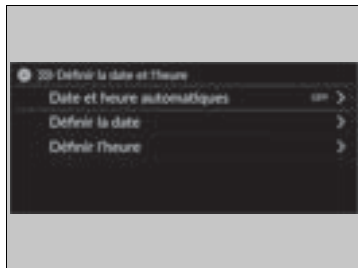 Définir la date et l'heure
Date et heure automatiques
Définir la date
Définir l'heure